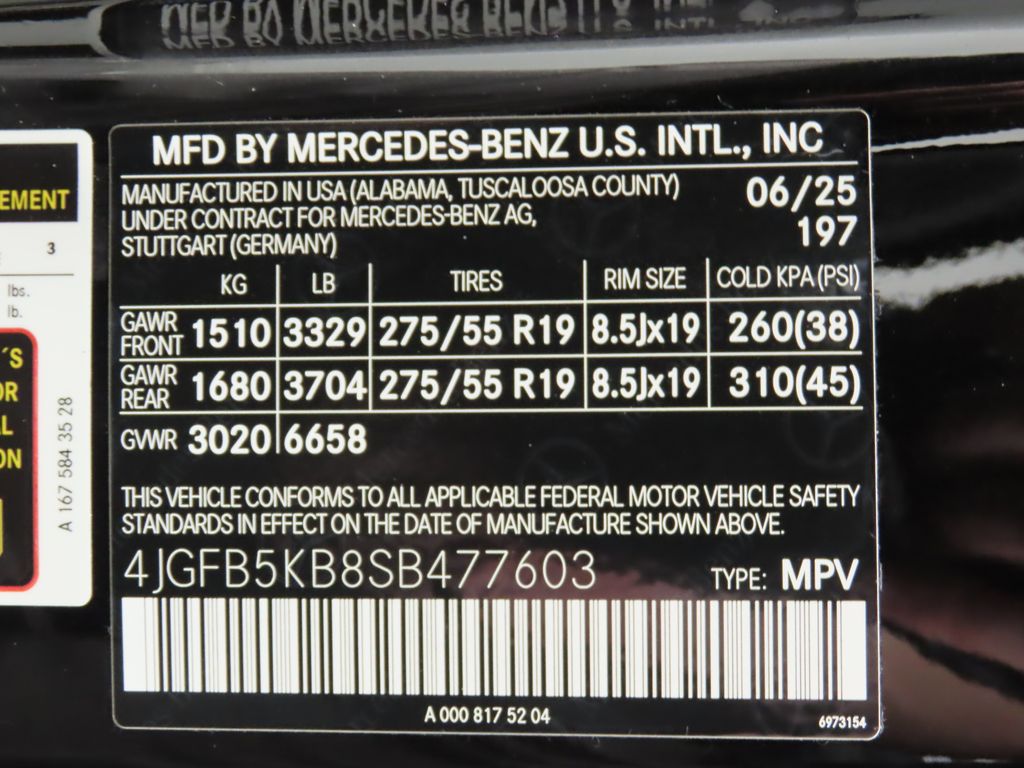 MFD BY MERCEDES-BENZ U.S. INTL., INC
MANUFACTURED IN USA (ALABAMA, TUSCALOOSA COUNTY)
UNDER CONTRACT FOR MERCEDES-BENZ AG,
STUTTGART (GERMANY)
06/25
197
KG LB TIRES RIM SIZE COLD KPA (PSI)
GAWR FRONT 1510 3329 275/55 R19 8.5Jx19 260(38)
GAWR REAR 1680 3704 275/55 R19 8.5Jx19 310(45)
GVWR 3020 6658
THIS VEHICLE CONFORMS TO ALL APPLICABLE FEDERAL MOTOR VEHICLE SAFETY
STANDARDS IN EFFECT ON THE DATE OF MANUFACTURE SHOWN ABOVE.
4JGFB5KB8SB477603 TYPE: MPV
A 000 817 52 04
6973154
EMENT
3
lbs.
lb.
´S
OR
L
ON
A 167 584 35 28